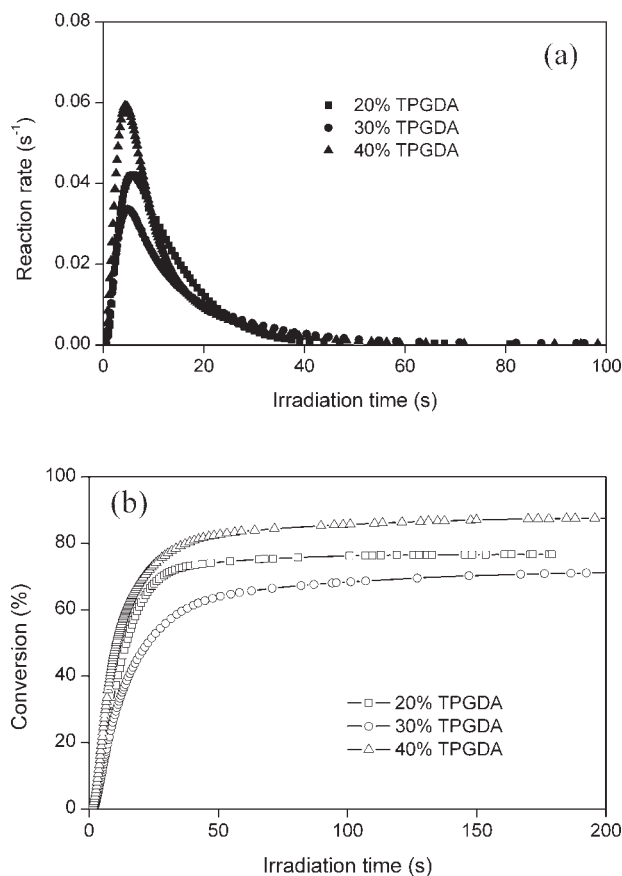 0.08
(a)
20% TPGDA
30% TPGDA
40% TPGDA
0.06
0.04
0.02
0.00
Reaction rate (s-1)
0 20 40 60 80 100
Irradiation time (s)
100
(b)
80
60
40
20
0
Conversion (%)
20% TPGDA
30% TPGDA
40% TPGDA
0 50 100 150 200
Irradiation time (s)